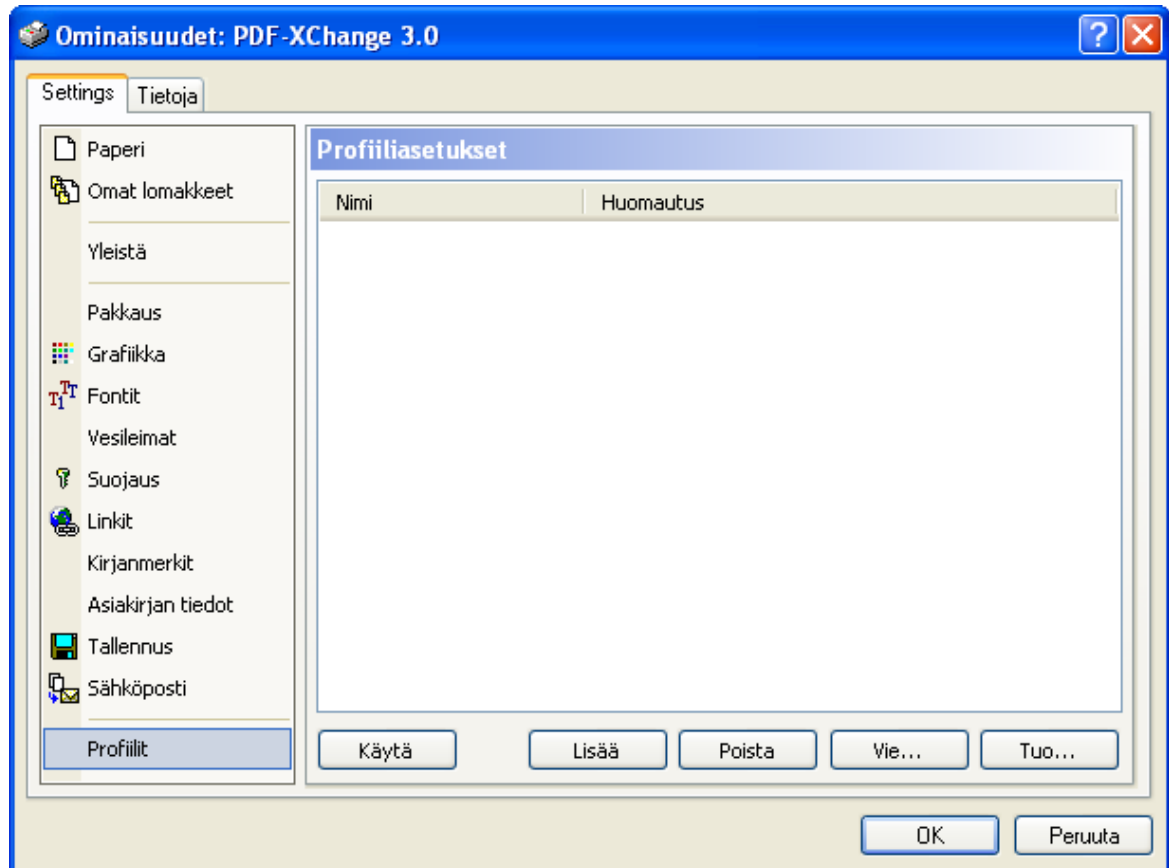 Ominaisuudet: PDF-XChange 3.0
Settings
Tietoja
Paperi
Omat lomakkeet
Yleistä
Pakkaus
Grafiikka
Fontit
Vesileimat
Suojaus
Linkit
Kirjanmerkit
Asiakirjan tiedot
Tallennus
Sähköposti
Profiilit
Profiiliasetukset
Nimi
Huomautus
Käytä
Lisää
Poista
Vie...
Tuo...
OK
Peruuta